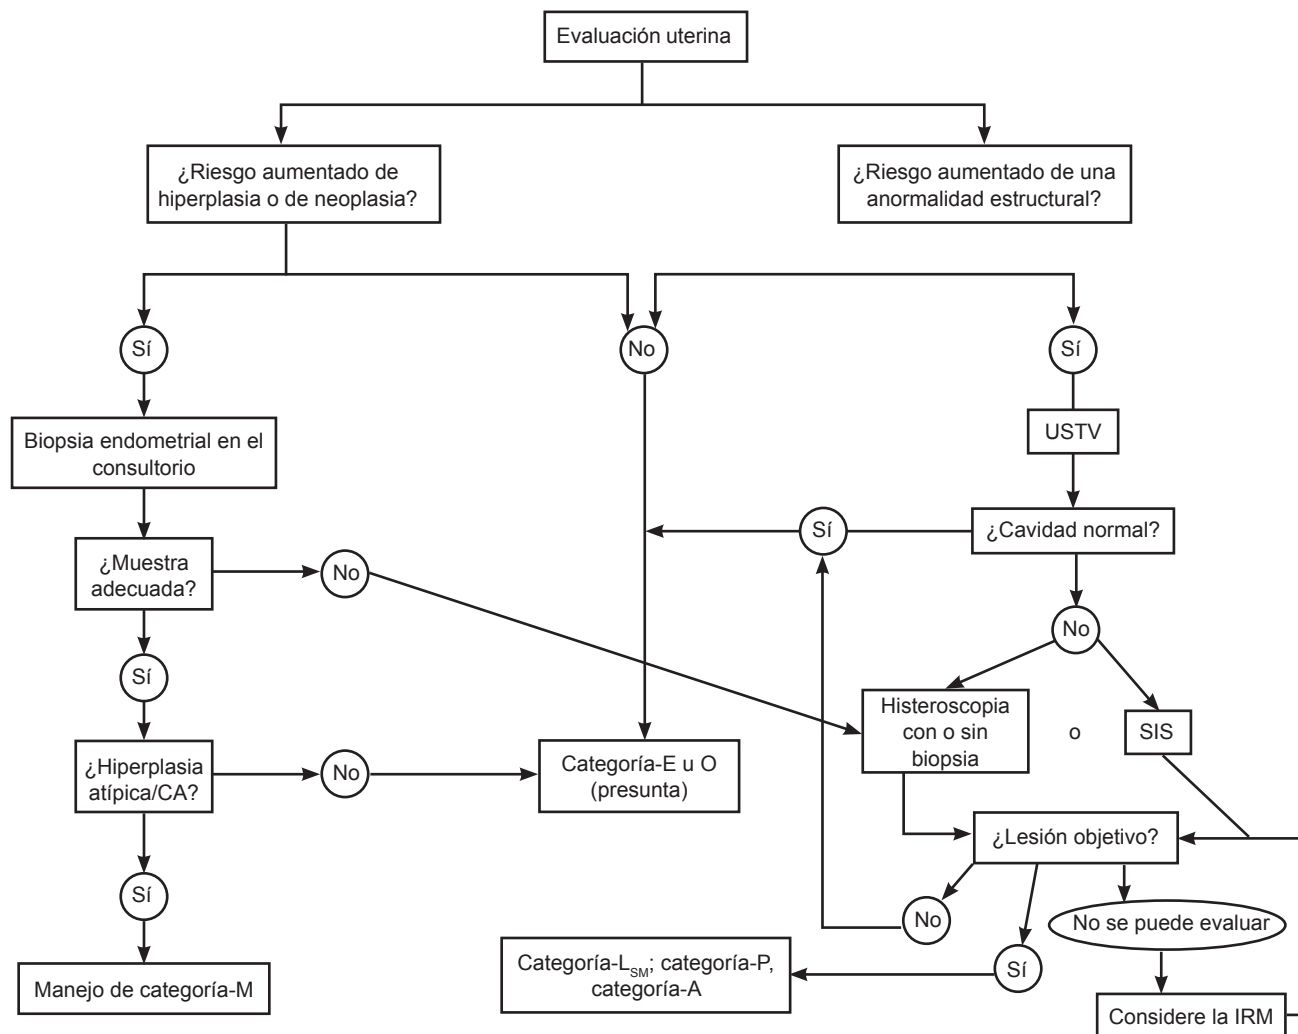 Evaluación uterina
¿Riesgo aumentado de
hiperplasia o de neoplasia?
¿Riesgo aumentado de una
anormalidad estructural?
Sí
No
Sí
Biopsia endometrial en el
consultorio
USTV
¿Muestra
adecuada?
No
Sí
¿Cavidad normal?
No
Sí
Histeroscopia
con o sin
biopsia
o
SIS
¿Hiperplasia
atípica/CA?
No
Categoría-E u O
(presunta)
¿Lesión objetivo?
Sí
No
No se puede evaluar
Sí
Categoría-LSM; categoría-P,
categoría-A
Manejo de categoría-M
Considere la IRM